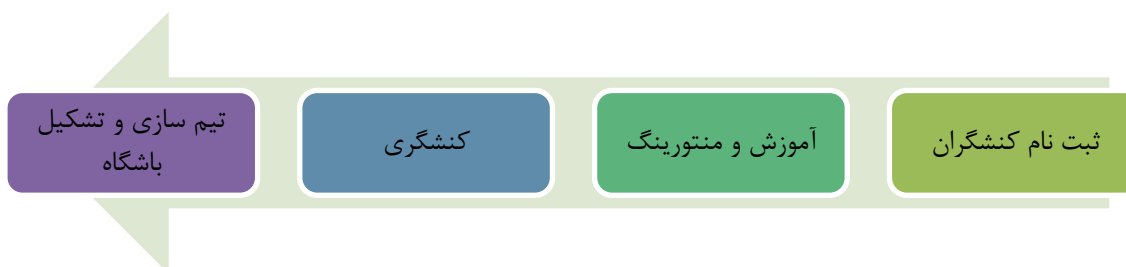 ثبت نام کنشگران
آموزش و منتورینگ
کنشگری
تیم سازی و تشکیل
باشگاه